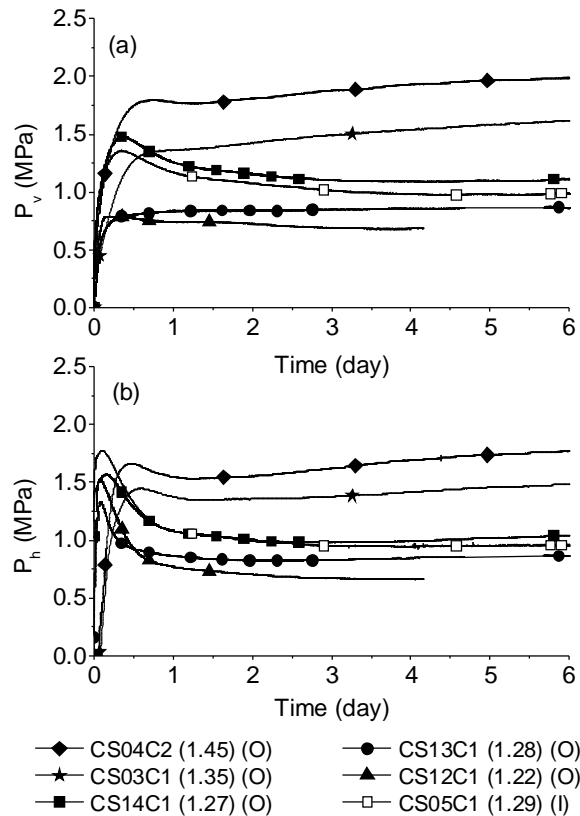 (a)
2.5
2.0
1.5
1.0
0.5
0.0
P_v (MPa)
0 1 2 3 4 5 6
Time (day)
(b)
2.5
2.0
1.5
1.0
0.5
0.0
P_h (MPa)
0 1 2 3 4 5 6
Time (day)
CS04C2 (1.45) (O) CS13C1 (1.28) (O)
CS03C1 (1.35) (O) CS12C1 (1.22) (O)
CS14C1 (1.27) (O) CS05C1 (1.29) (I)